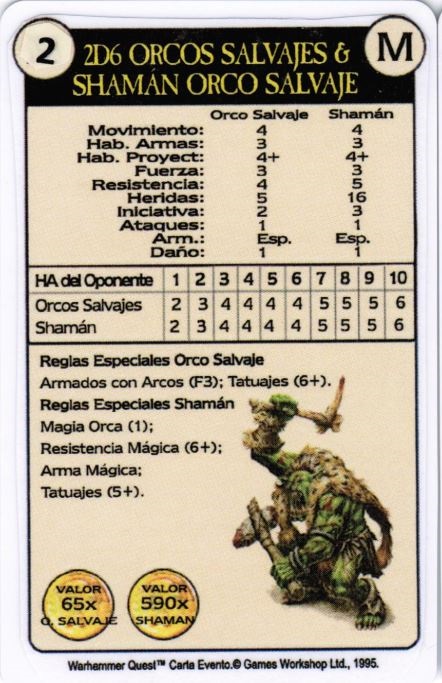 2
2D6 ORCOS SALVAJES &
SHAMÁN ORCO SALVAJE
M
Orco Salvaje Shamán
Movimiento: 4 4
Hab. Armas: 3 3
Hab. Proyect: 4+ 4+
Fuerza: 3 3
Resistencia: 4 5
Heridas: 5 16
Iniciativa: 2 3
Ataques: 1 1
Arm.: Esp. Esp.
Daño: 1 1
HA del Oponente 1 2 3 4 5 6 7 8 9 10
Orcos Salvajes 2 3 4 4 4 4 5 5 5 6
Shamán 2 3 4 4 4 4 5 5 5 6
Reglas Especiales Orco Salvaje
Armados con Arcos (F3); Tatuajes (6+).
Reglas Especiales Shamán
Magia Orca (1);
Resistencia Mágica (6+);
Arma Mágica;
Tatuajes (5+).
VALOR
65x
O. SALVAJE
VALOR
590x
SHAMAN
Warhammer Quest™ Carta Evento.© Games Workshop Ltd., 1995.